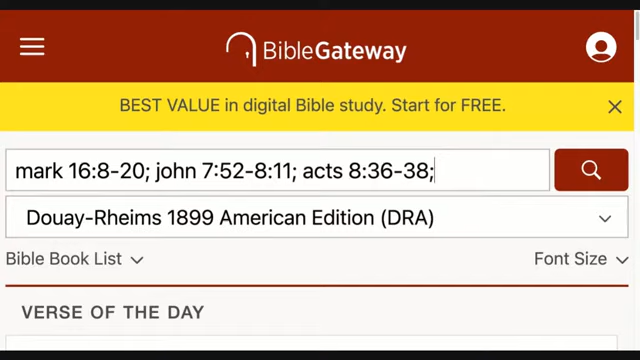 BibleGateway
BEST VALUE in digital Bible study. Start for FREE.
mark 16:8-20; john 7:52-8:11; acts 8:36-38;
Douay-Rheims 1899 American Edition (DRA)
Bible Book List Font Size
VERSE OF THE DAY